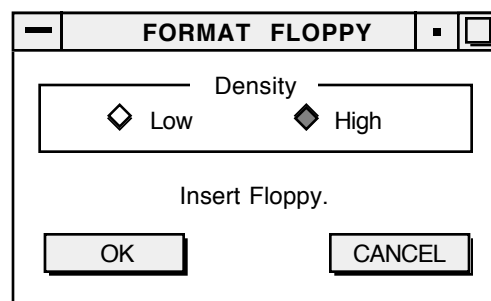 FORMAT FLOPPY
Density
Low High
Insert Floppy.
OK CANCEL